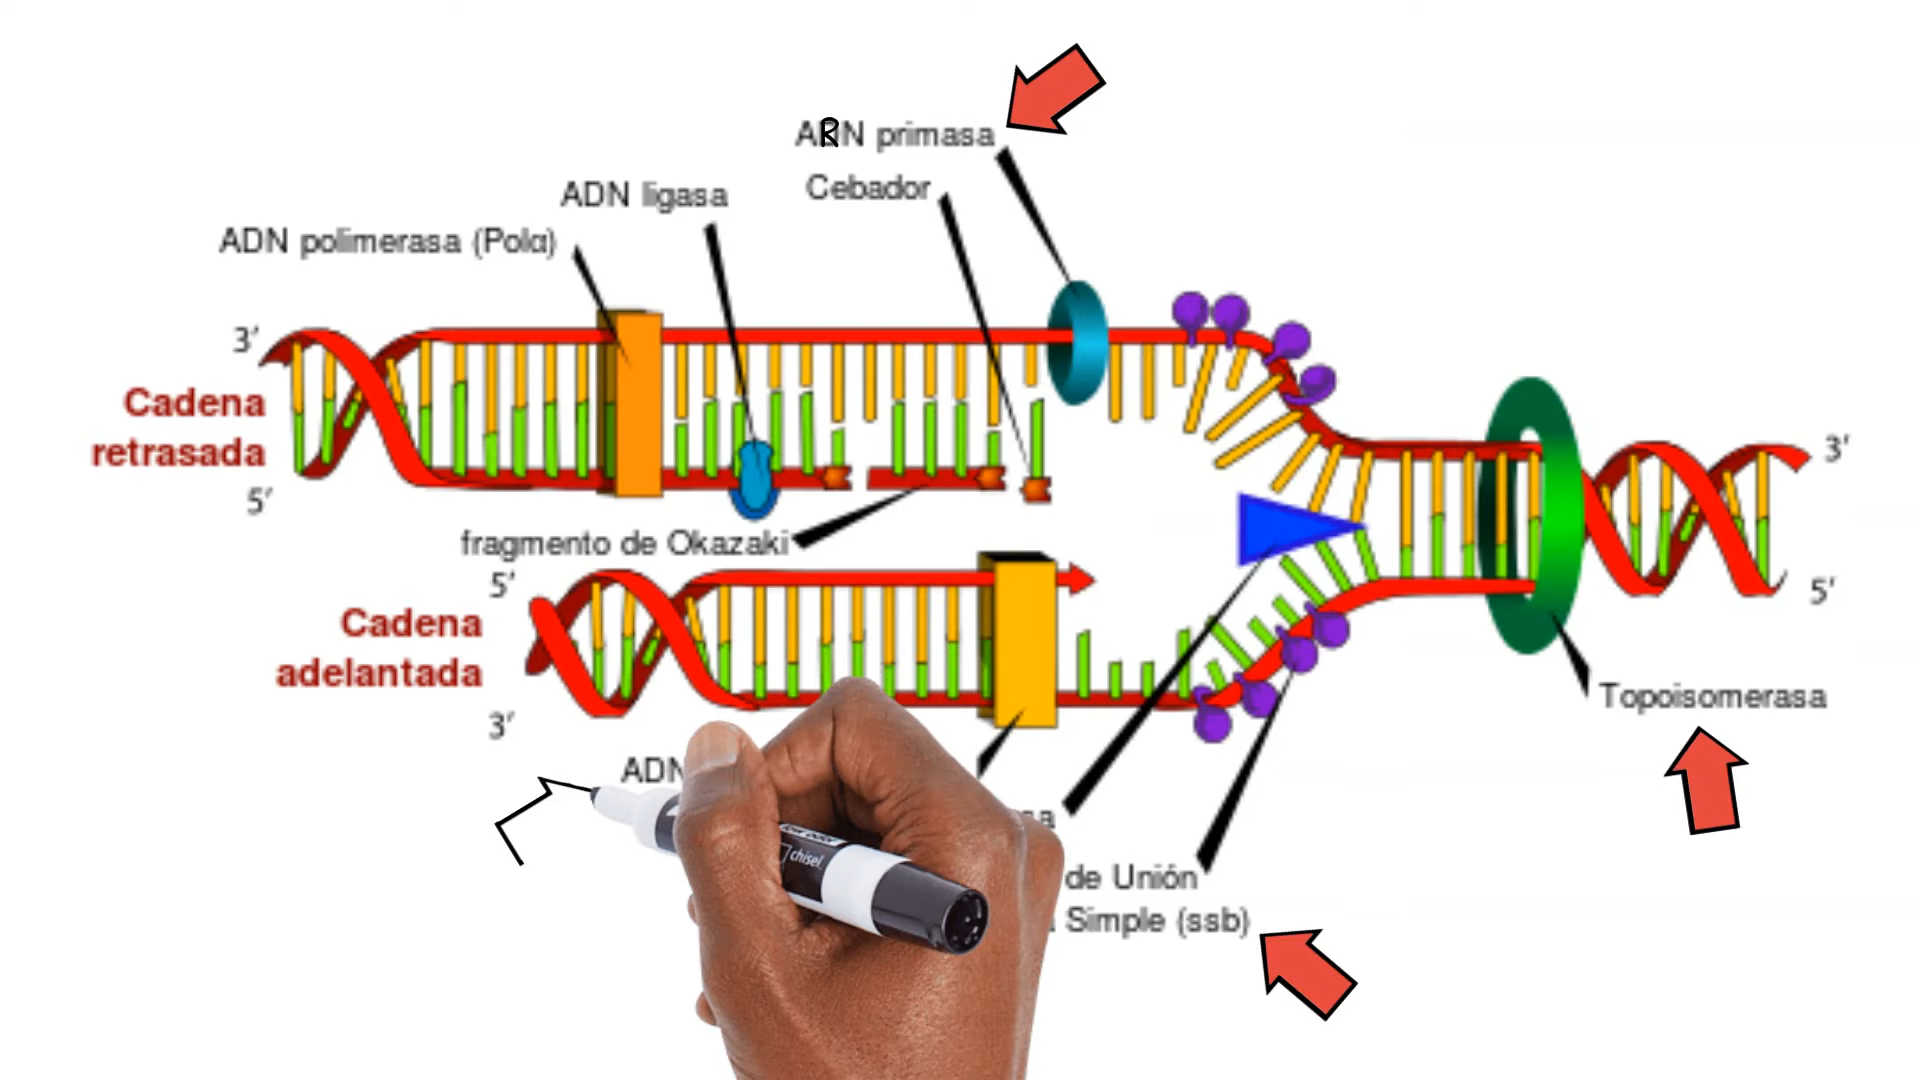 ARN primasa
Cebador
ADN ligasa
ADN polimerasa (Polα)
3′
Cadena
retrasada
5′
3′
fragmento de Okazaki
5′
5′
Cadena
adelantada
3′
Topoisomerasa
ADN
de Unión
Simple (ssb)
chisel